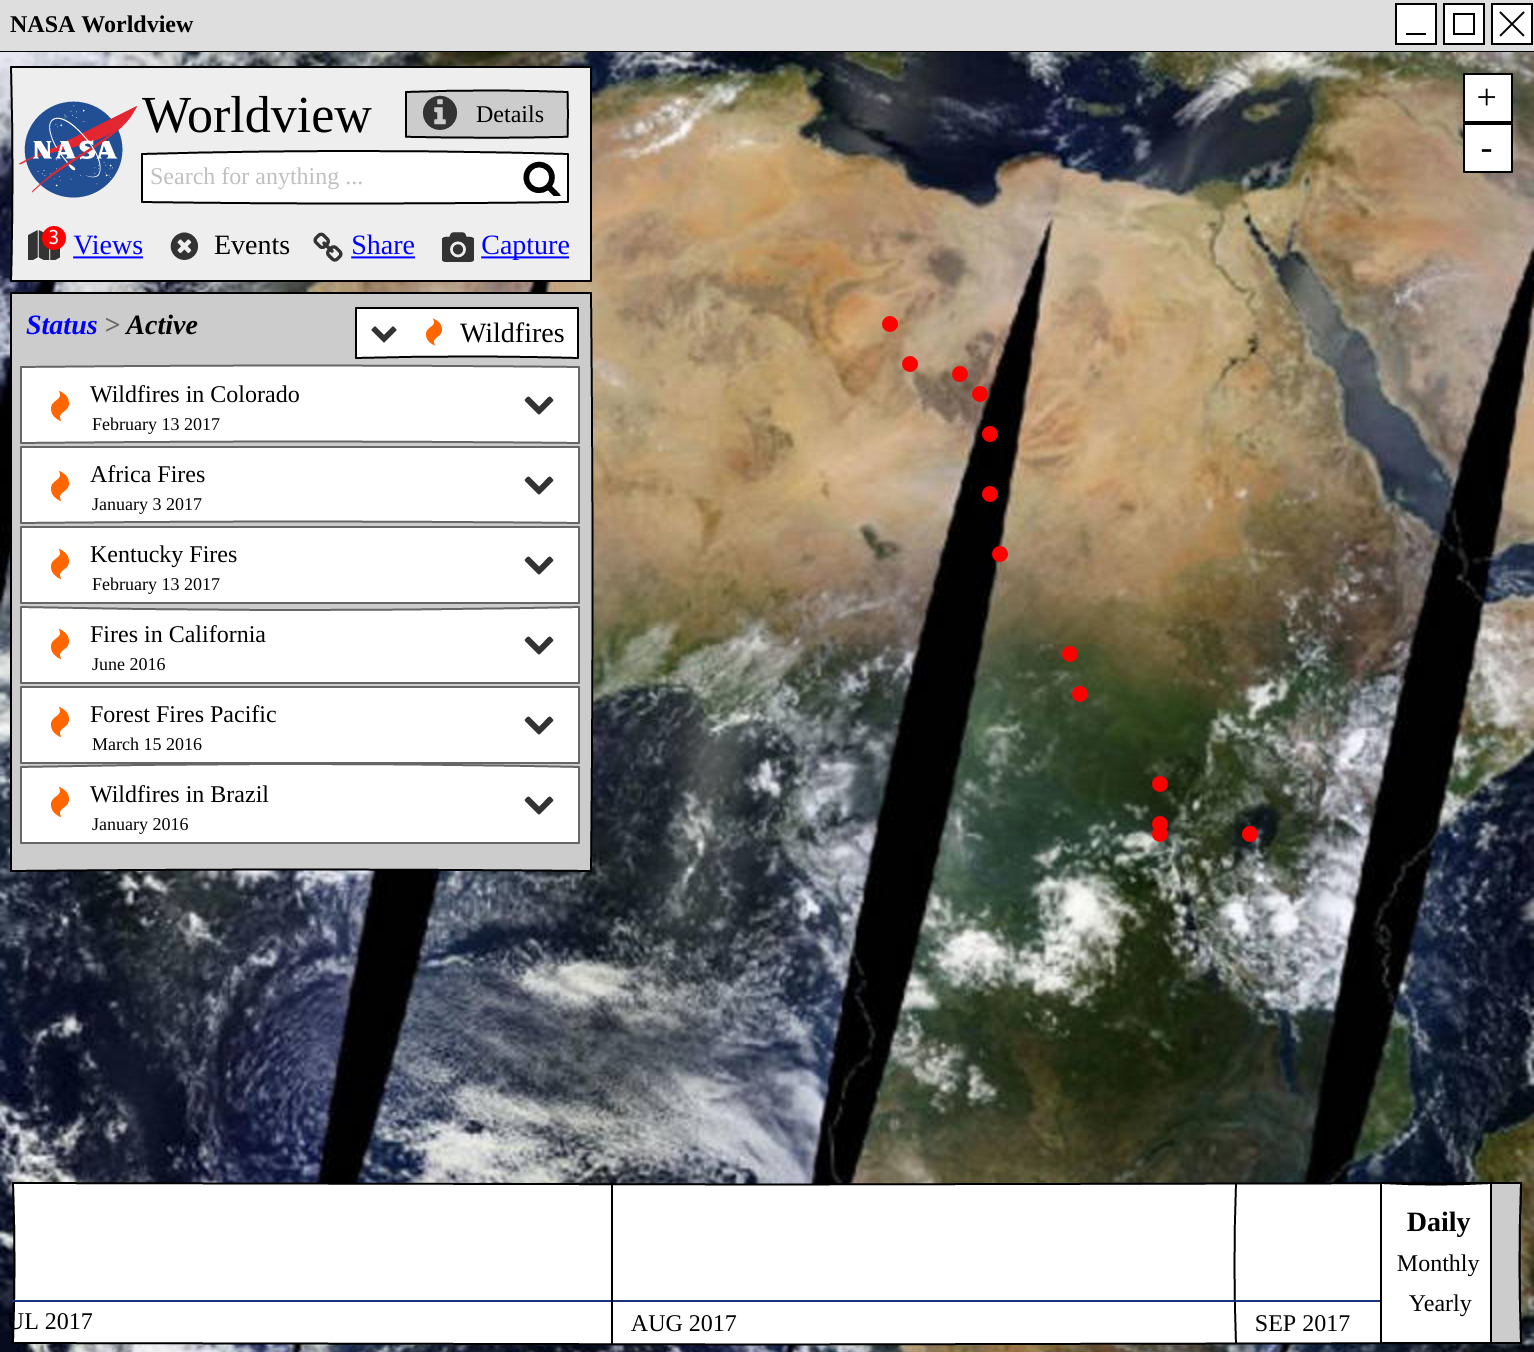 NASA Worldview
NASA
Worldview
Details
Search for anything ...
3 Views Events Share Capture
Status > Active
Wildfires
Wildfires in Colorado
February 13 2017
Africa Fires
January 3 2017
Kentucky Fires
February 13 2017
Fires in California
June 2016
Forest Fires Pacific
March 15 2016
Wildfires in Brazil
January 2016
+
-
Daily
Monthly
Yearly
UL 2017
AUG 2017
SEP 2017